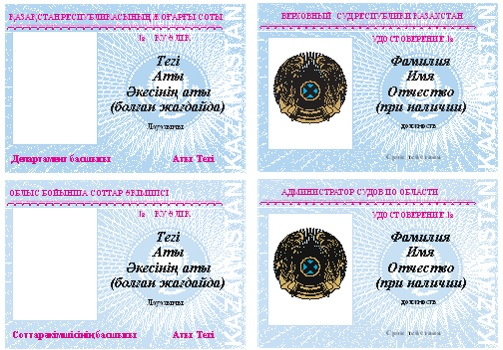 ҚАЗАҚСТАН РЕСПУБЛИКАСЫНЫҢ ЖОҒАРҒЫ СОТЫ
№ КУӘЛІК
Тегі
Аты
Әкесінің аты
(болған жағдайда)
Лауазымы
Департамент басшысы Аты Тегі
KAZAKHSTAN
ВЕРХОВНЫЙ СУД РЕСПУБЛИКИ КАЗАХСТАН
УДОСТОВЕРЕНИЕ №
Фамилия
Имя
Отчество
(при наличии)
должность
Срок действия
KAZAKHSTAN
ОБЛЫС БОЙЫНША СОТТАР ӘКІМШІСІ
№ КУӘЛІК
Тегі
Аты
Әкесінің аты
(болған жағдайда)
Лауазымы
Соттар әкімшісінің басшысы Аты Тегі
KAZAKHSTAN
АДМИНИСТРАТОР СУДОВ ПО ОБЛАСТИ
УДОСТОВЕРЕНИЕ №
Фамилия
Имя
Отчество
(при наличии)
должность
Срок действия
KAZAKHSTAN